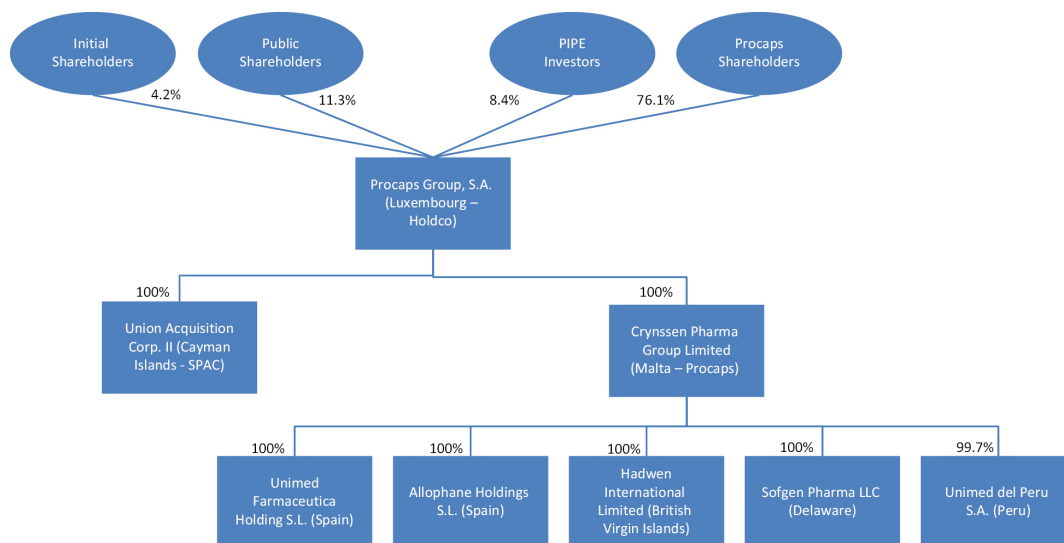 Initial
Shareholders
Public
Shareholders
PIPE
Investors
Procaps
Shareholders
4.2%
11.3%
8.4%
76.1%
Procaps Group, S.A.
(Luxembourg –
Holdco)
100%
100%
Union Acquisition
Corp. II (Cayman
Islands - SPAC)
Crynssen Pharma
Group Limited
(Malta – Procaps)
100%
100%
100%
100%
99.7%
Unimed
Farmaceutica
Holding S.L. (Spain)
Allophane Holdings
S.L. (Spain)
Hadwen
International
Limited (British
Virgin Islands)
Sofgen Pharma LLC
(Delaware)
Unimed del Peru
S.A. (Peru)